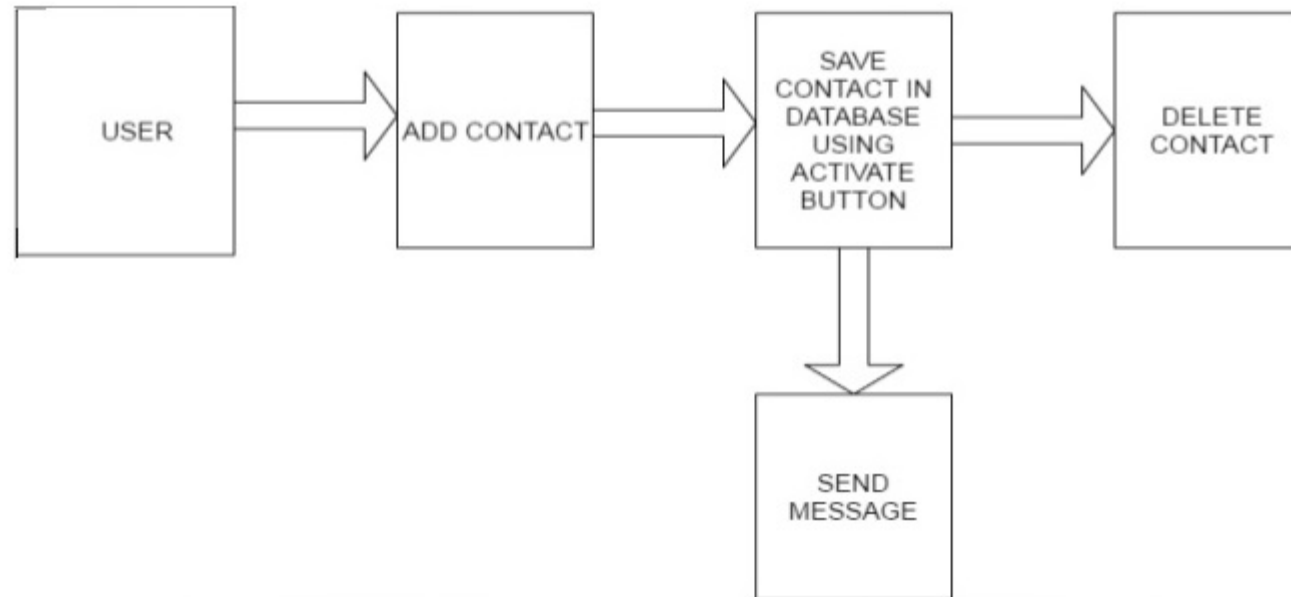 USER
ADD CONTACT
SAVE
CONTACT IN
DATABASE
USING
ACTIVATE
BUTTON
DELETE
CONTACT
SEND
MESSAGE